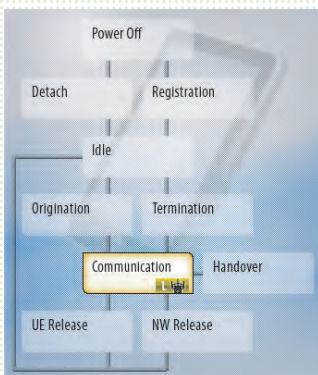 Power Off
Detach
Registration
Idle
Origination
Termination
Communication
L
Handover
UE Release
NW Release